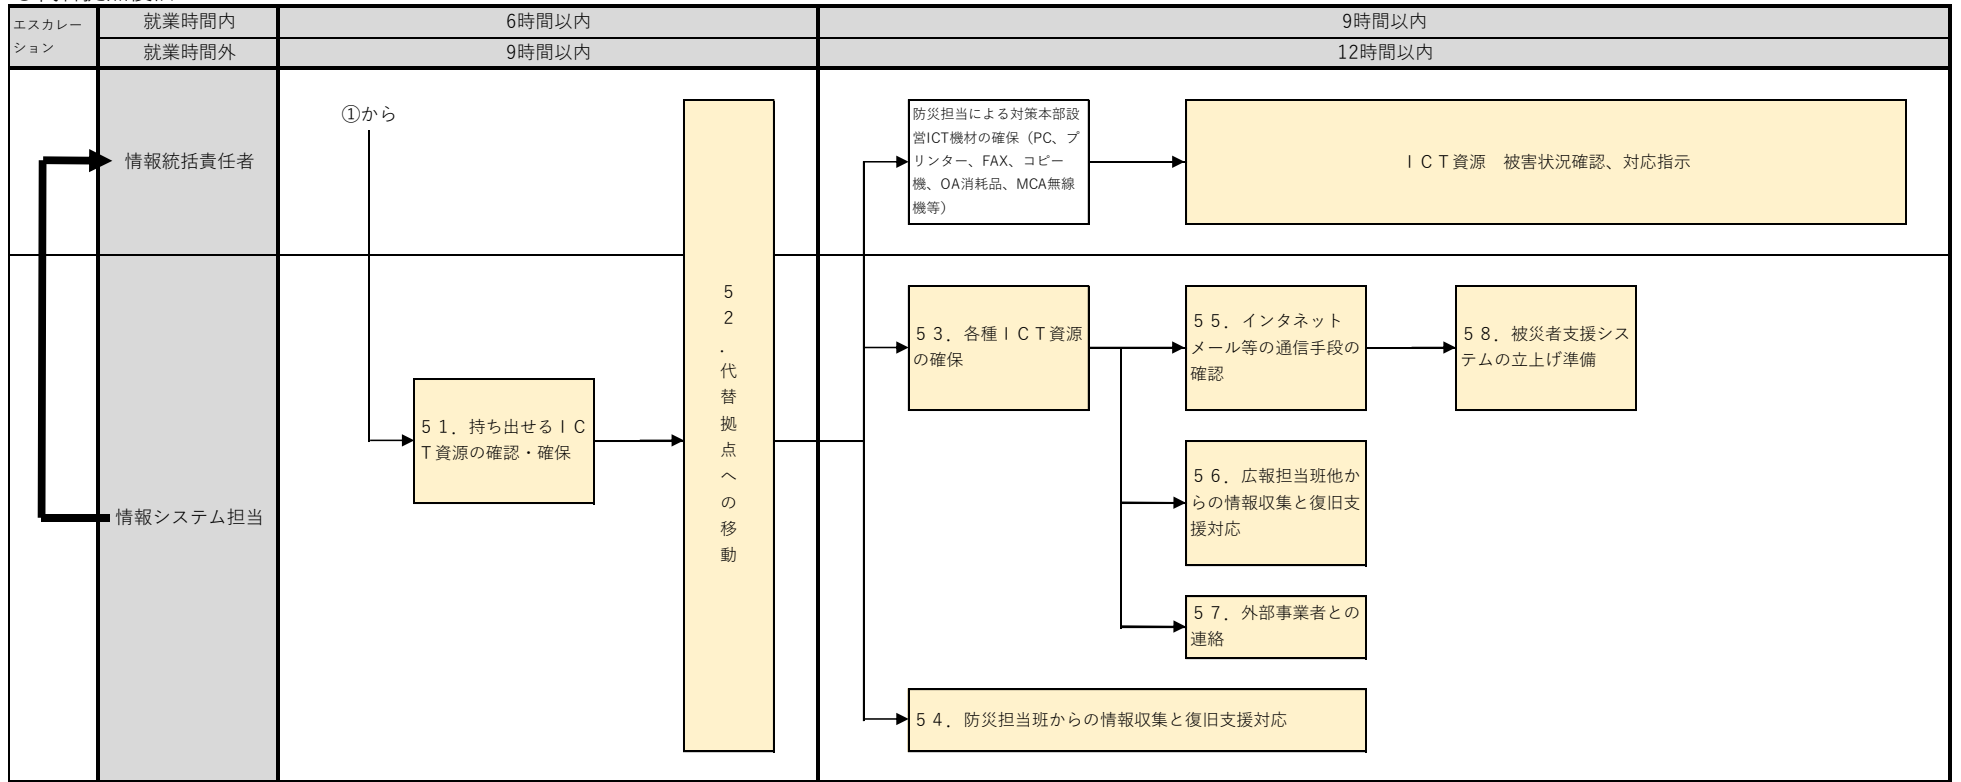 エスカレー
ション
就業時間内
6時間以内
9時間以内
就業時間外
9時間以内
12時間以内
①から
情報統括責任者
防災担当による対策本部設
営ICT機材の確保（PC、プ
リンター、FAX、コピー
機、OA消耗品、MCA無線
機等）
ＩＣＴ資源　被害状況確認、対応指示
情報システム担当
５１．持ち出せるＩＣ
Ｔ資源の確認・確保
５２．代替拠点への移動
５３．各種ＩＣＴ資源
の確保
５５．インタネット
メール等の通信手段の
確認
５８．被災者支援シス
テムの立上げ準備
５６．広報担当班他か
らの情報収集と復旧支
援対応
５７．外部事業者との
連絡
５４．防災担当班からの情報収集と復旧支援対応